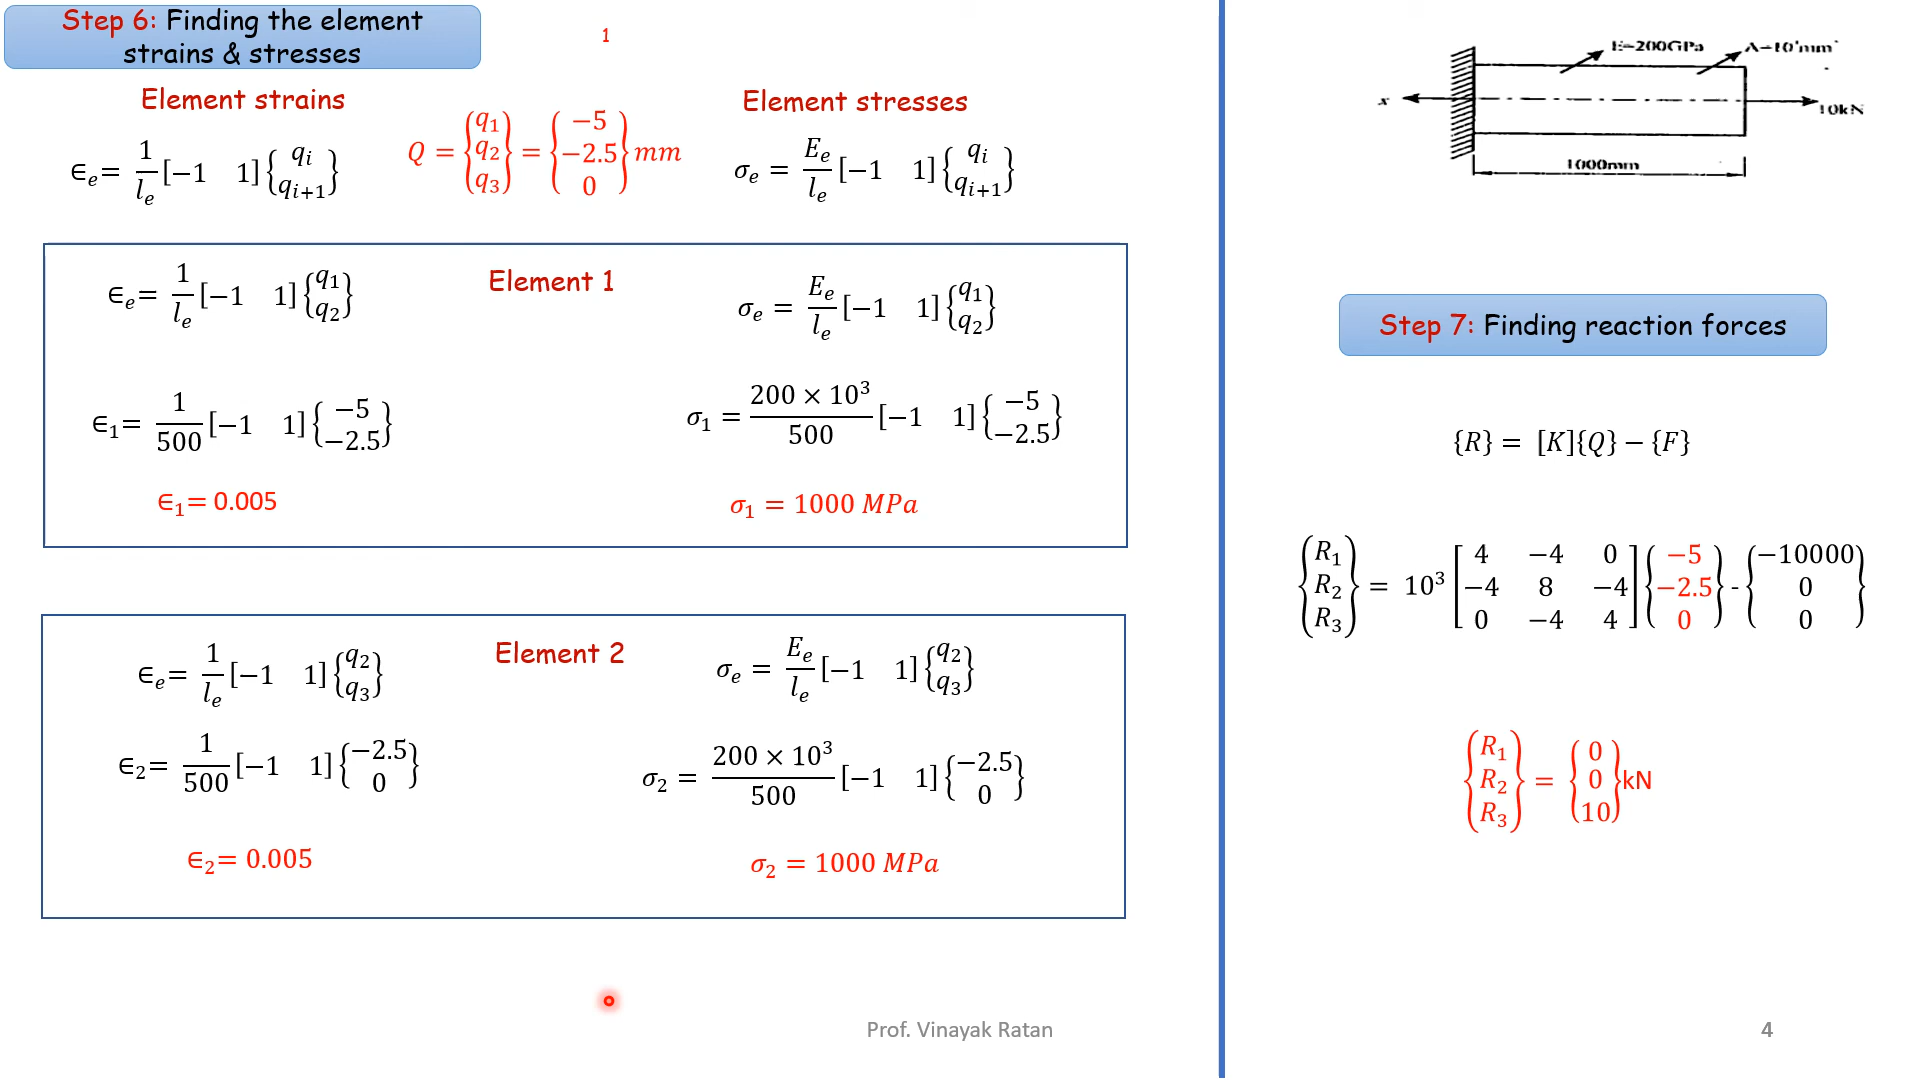 Step 6: Finding the element
strains & stresses
1
Element strains
Element stresses
∈e= 1/le [−1 1] {qi qi+1}
Q = {q1 q2 q3} = {−5 −2.5 0} mm
σe = Ee/le [−1 1] {qi qi+1}
Element 1
∈e= 1/le [−1 1] {q1 q2}
σe = Ee/le [−1 1] {q1 q2}
∈1= 1/500 [−1 1] {−5 −2.5}
σ1 = 200 × 10³/500 [−1 1] {−5 −2.5}
∈1= 0.005
σ1 = 1000 MPa
Element 2
∈e= 1/le [−1 1] {q2 q3}
σe = Ee/le [−1 1] {q2 q3}
∈2= 1/500 [−1 1] {−2.5 0}
σ2 = 200 × 10³/500 [−1 1] {−2.5 0}
∈2= 0.005
σ2 = 1000 MPa
E=200GPa
x
10kN
1000mm
Step 7: Finding reaction forces
{R} = [K]{Q} − {F}
{R1 R2 R3} = 10³ [4 −4 0 −4 8 −4 0 −4 4] {−5 −2.5 0} - {−10000 0 0}
{R1 R2 R3} = {0 0 10} kN
Prof. Vinayak Ratan
4